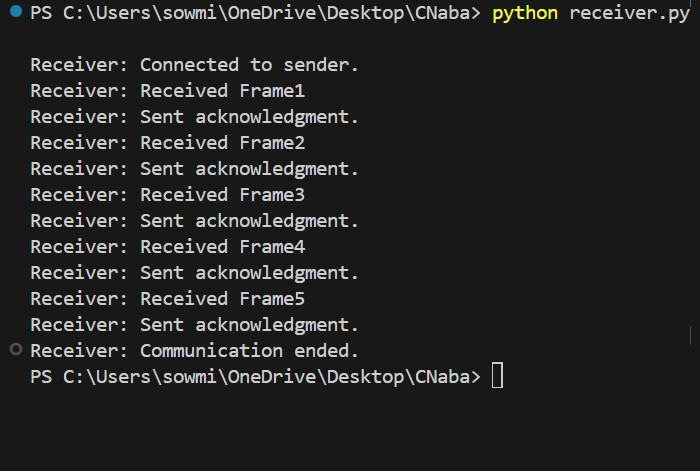 PS C:\Users\sowmi\OneDrive\Desktop\CNaba> python receiver.py
Receiver: Connected to sender.
Receiver: Received Frame1
Receiver: Sent acknowledgment.
Receiver: Received Frame2
Receiver: Sent acknowledgment.
Receiver: Received Frame3
Receiver: Sent acknowledgment.
Receiver: Received Frame4
Receiver: Sent acknowledgment.
Receiver: Received Frame5
Receiver: Sent acknowledgment.
Receiver: Communication ended.
PS C:\Users\sowmi\OneDrive\Desktop\CNaba>